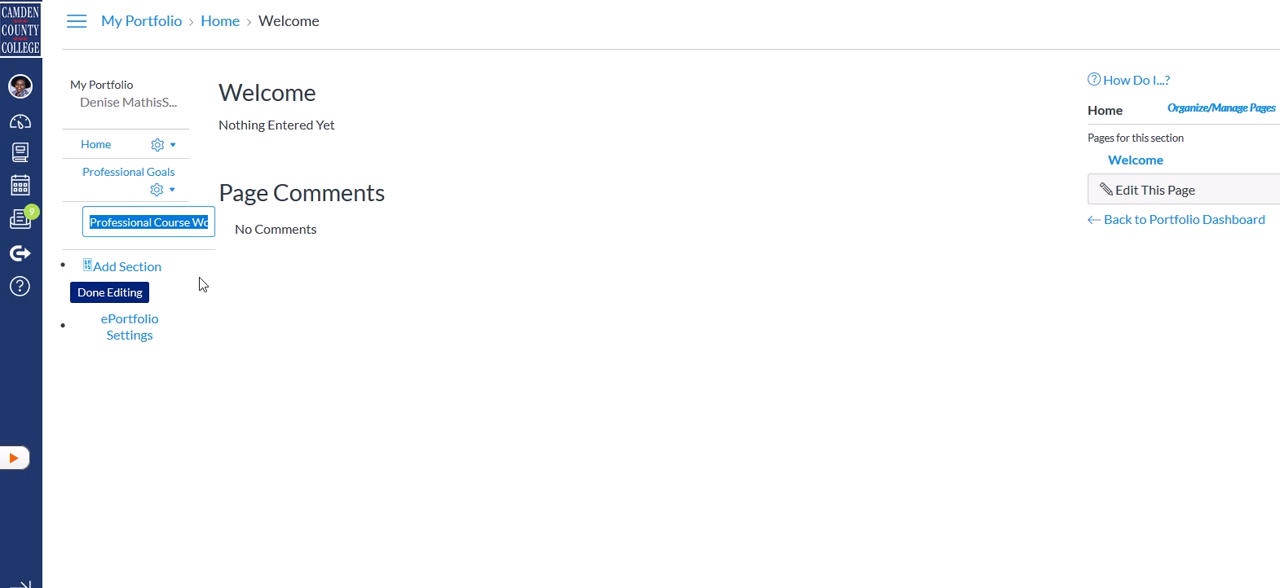 CAMDEN
COUNTY
COLLEGE
My Portfolio > Home > Welcome
My Portfolio
Denise MathisS...
Home
Professional Goals
Professional Course Wo
Add Section
Done Editing
ePortfolio
Settings
9
Welcome
Nothing Entered Yet
Page Comments
No Comments
How Do I...?
Home
Organize/Manage Pages
Pages for this section
Welcome
Edit This Page
Back to Portfolio Dashboard